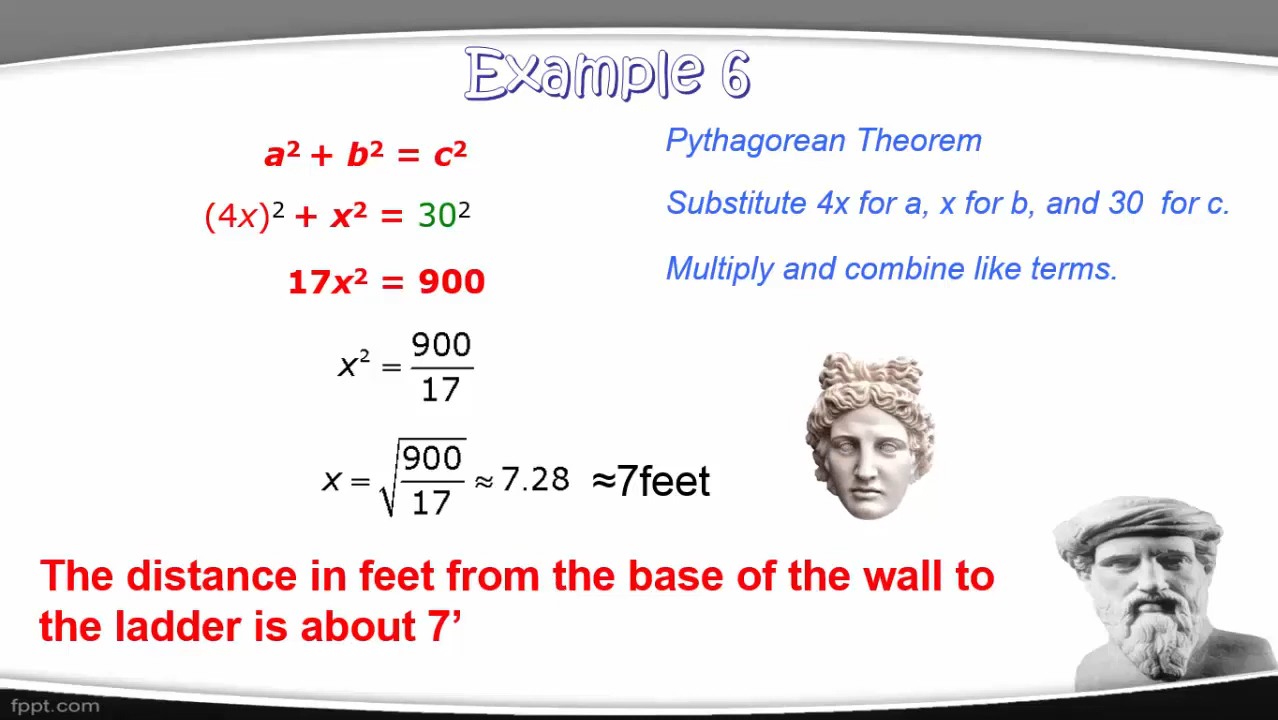 Example 6
a² + b² = c²
Pythagorean Theorem
(4x)² + x² = 30²
Substitute 4x for a, x for b, and 30 for c.
17x² = 900
Multiply and combine like terms.
x² = 900/17
x = √(900/17) ≈ 7.28 ≈7feet
The distance in feet from the base of the wall to
the ladder is about 7’
fppt.com